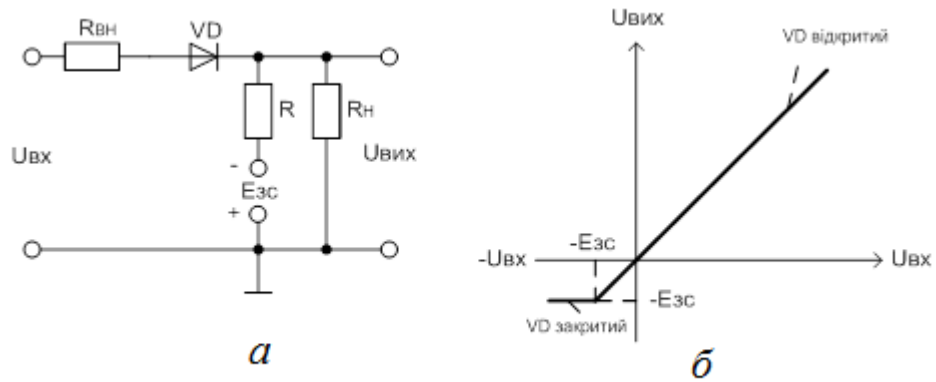 Rвн
VD
R
Rн
Uвх
-
Eзс
+
Uвих
а
Uвих
VD відкритий
-Eзс
-Uвх
Uвх
-Eзс
VD закритий
б